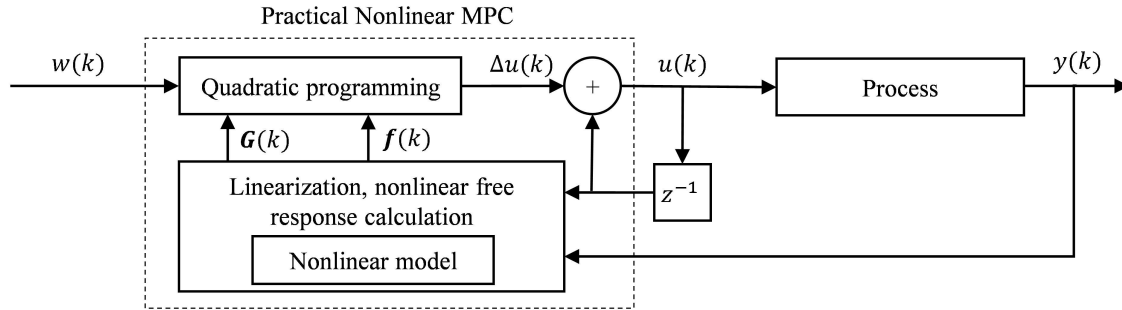 Practical Nonlinear MPC
w(k)
Quadratic programming
Δu(k)
+
u(k)
Process
y(k)
G(k)
f(k)
Linearization, nonlinear free
response calculation
Nonlinear model
z⁻¹